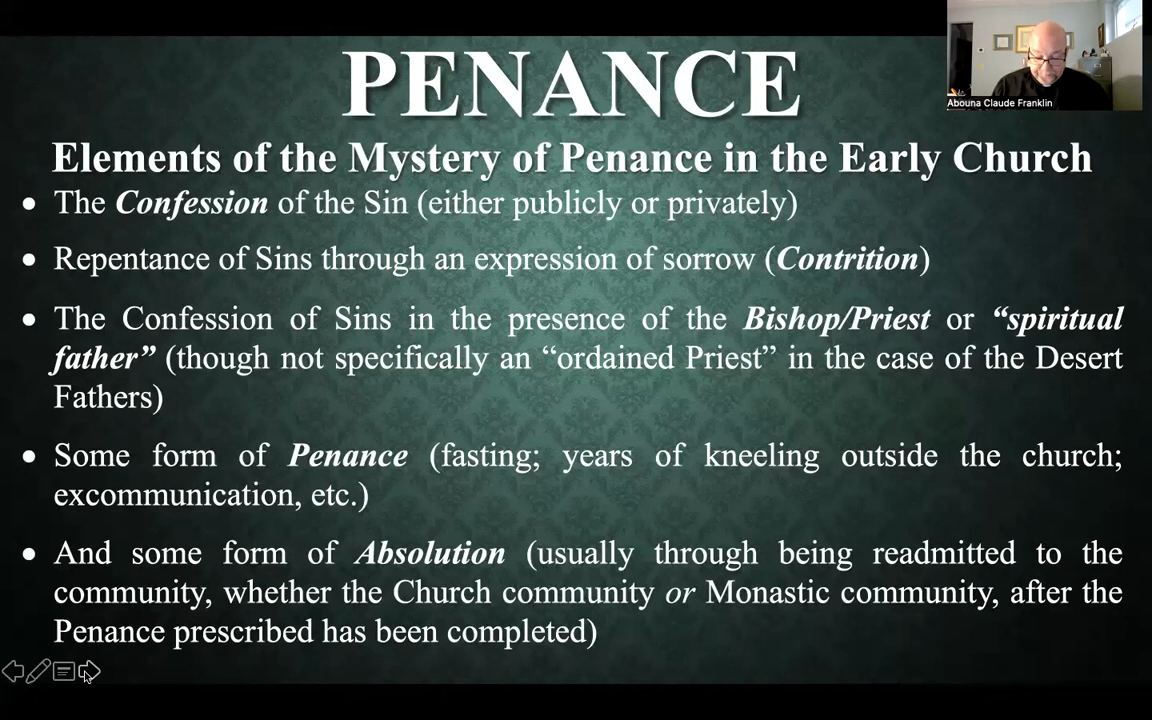 PENANCE
Abouna Claude Franklin
Elements of the Mystery of Penance in the Early Church
• The Confession of the Sin (either publicly or privately)
• Repentance of Sins through an expression of sorrow (Contrition)
• The Confession of Sins in the presence of the Bishop/Priest or “spiritual
father” (though not specifically an “ordained Priest” in the case of the Desert
Fathers)
• Some form of Penance (fasting; years of kneeling outside the church;
excommunication, etc.)
• And some form of Absolution (usually through being readmitted to the
community, whether the Church community or Monastic community, after the
Penance prescribed has been completed)